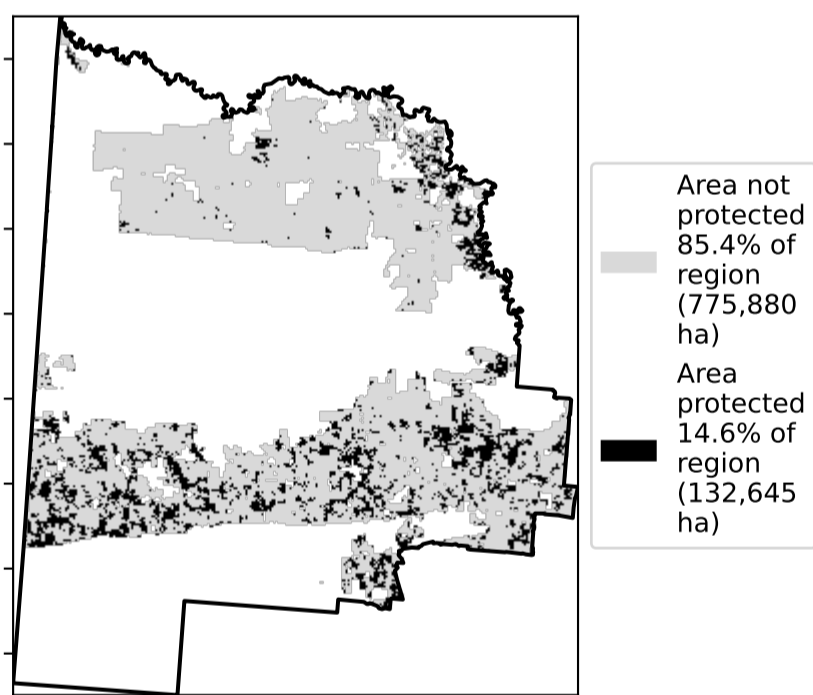 Area not
protected
85.4% of
region
(775,880
ha)
Area
protected
14.6% of
region
(132,645
ha)